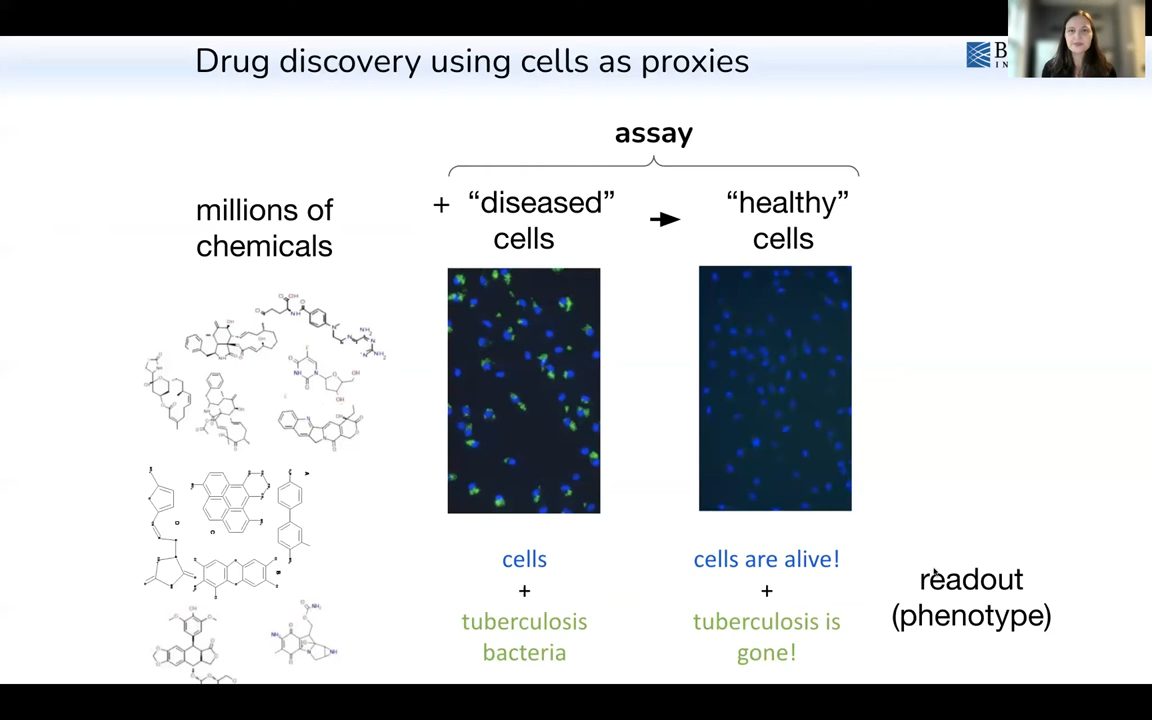 Drug discovery using cells as proxies
B
I N
assay
millions of
chemicals
+ “diseased”
cells
“healthy”
cells
cells
+
tuberculosis
bacteria
cells are alive!
+
tuberculosis is
gone!
readout
(phenotype)